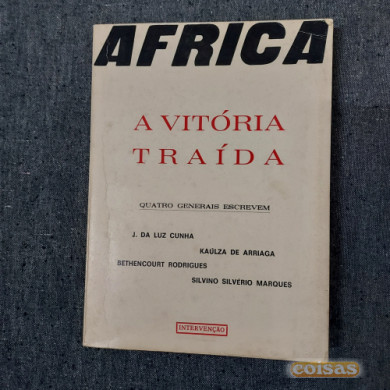 AFRICA
A VITÓRIA
TRAÍDA
QUATRO GENERAIS ESCREVEM
J. DA LUZ CUNHA
KAÚLZA DE ARRIAGA
BETHENCOURT RODRIGUES
SILVINO SILVÉRIO MARQUES
INTERVENÇÃO
coisas